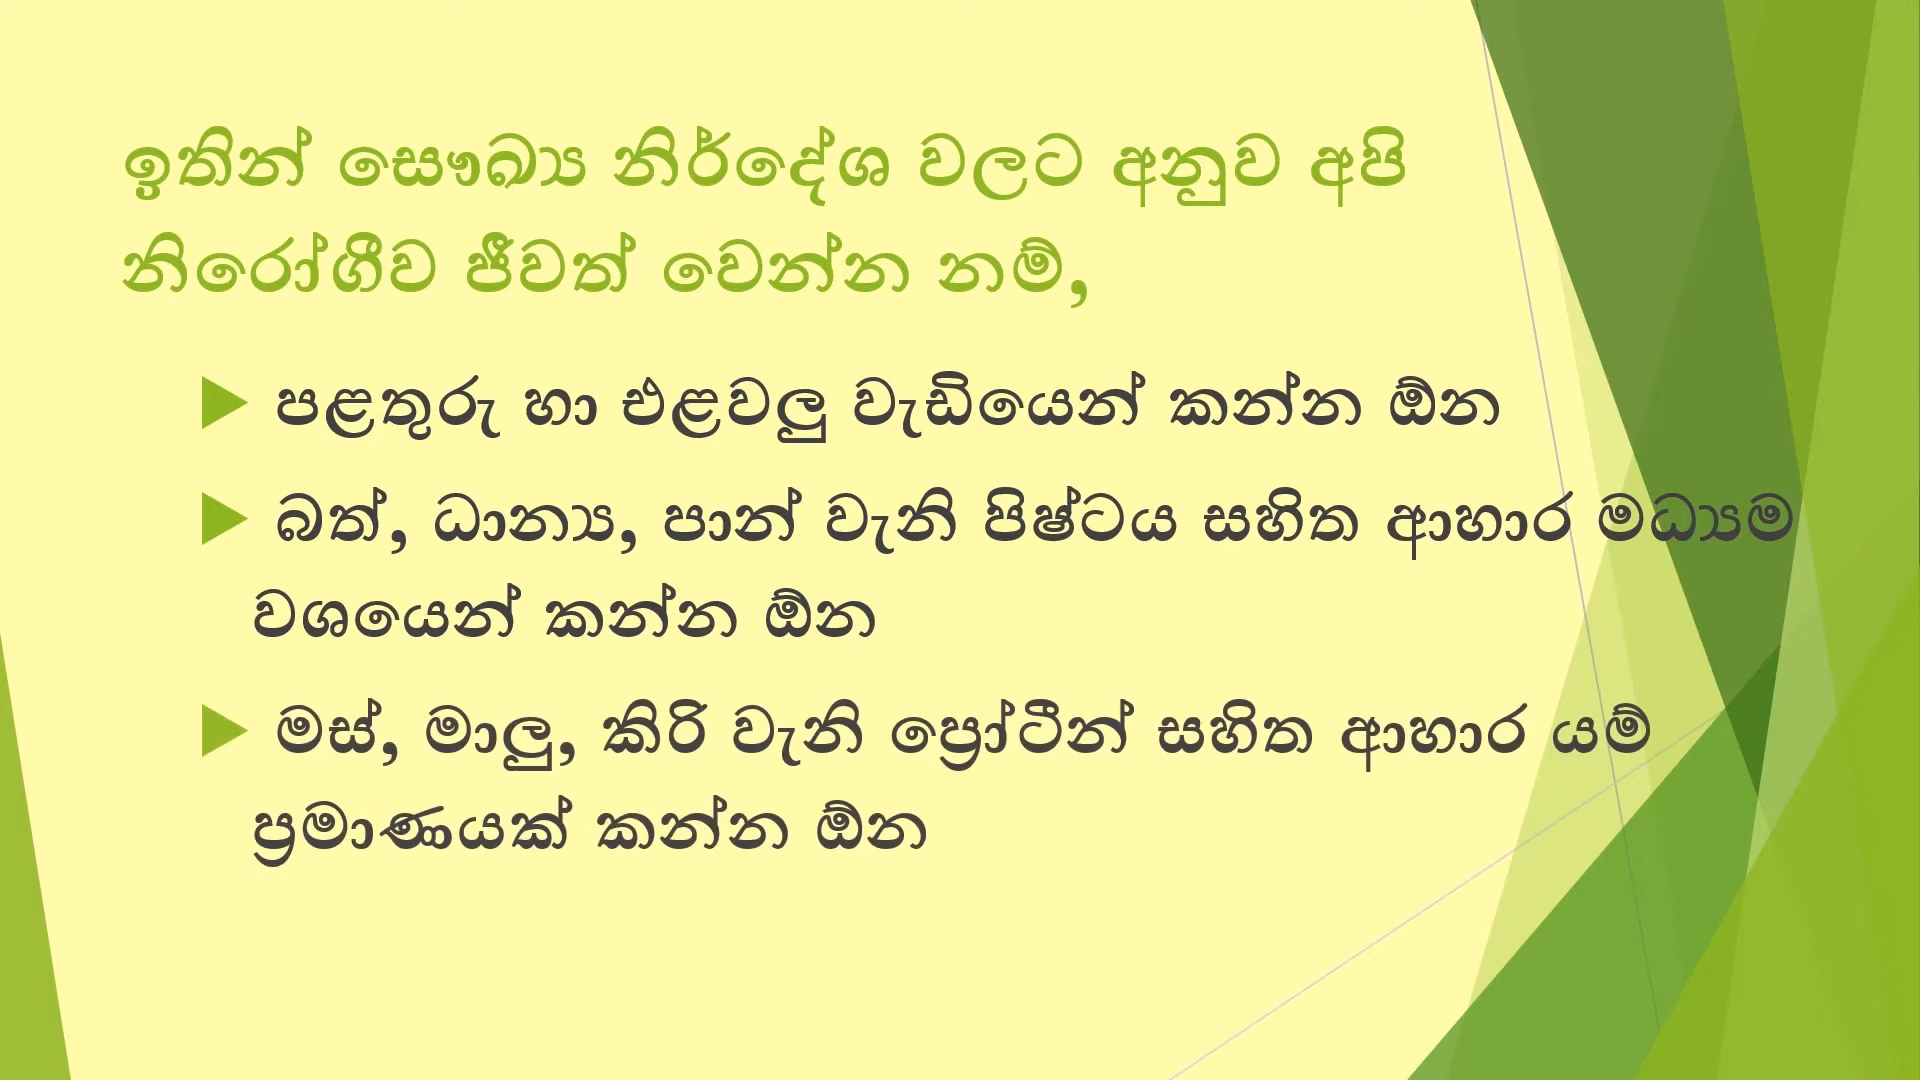 ඉතින් සෞඛ්‍ය නිර්දේශ වලට අනුව අපි
නිරෝගීව ජීවත් වෙන්න නම්,
පළතුරු හා එළවලු වැඩියෙන් කන්න ඕන
බත්, ධාන්‍ය, පාන් වැනි පිෂ්ටය සහිත ආහාර මධ්‍යම
වශයෙන් කන්න ඕන
මස්, මාලු, කිරි වැනි ප්‍රෝටීන් සහිත ආහාර යම්
ප්‍රමාණයක් කන්න ඕන